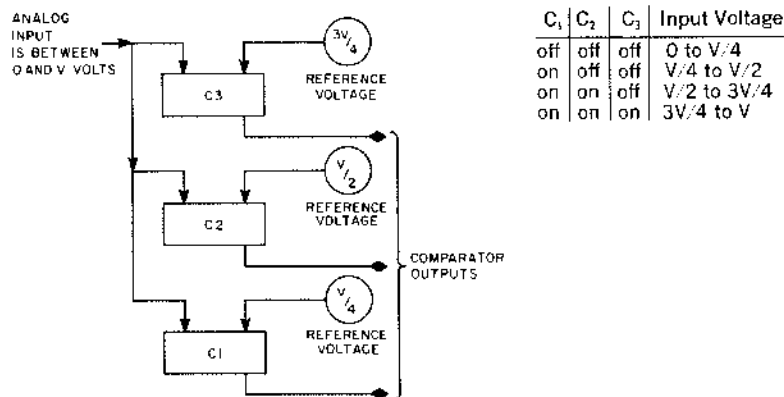 ANALOG
INPUT
IS BETWEEN
0 AND V VOLTS
3V/4
REFERENCE
VOLTAGE
C3
V/2
REFERENCE
VOLTAGE
C2
COMPARATOR
OUTPUTS
V/4
REFERENCE
VOLTAGE
C1
C₁ C₂ C₃ Input Voltage
off off off 0 to V/4
on off off V/4 to V/2
on on off V/2 to 3V/4
on on on 3V/4 to V